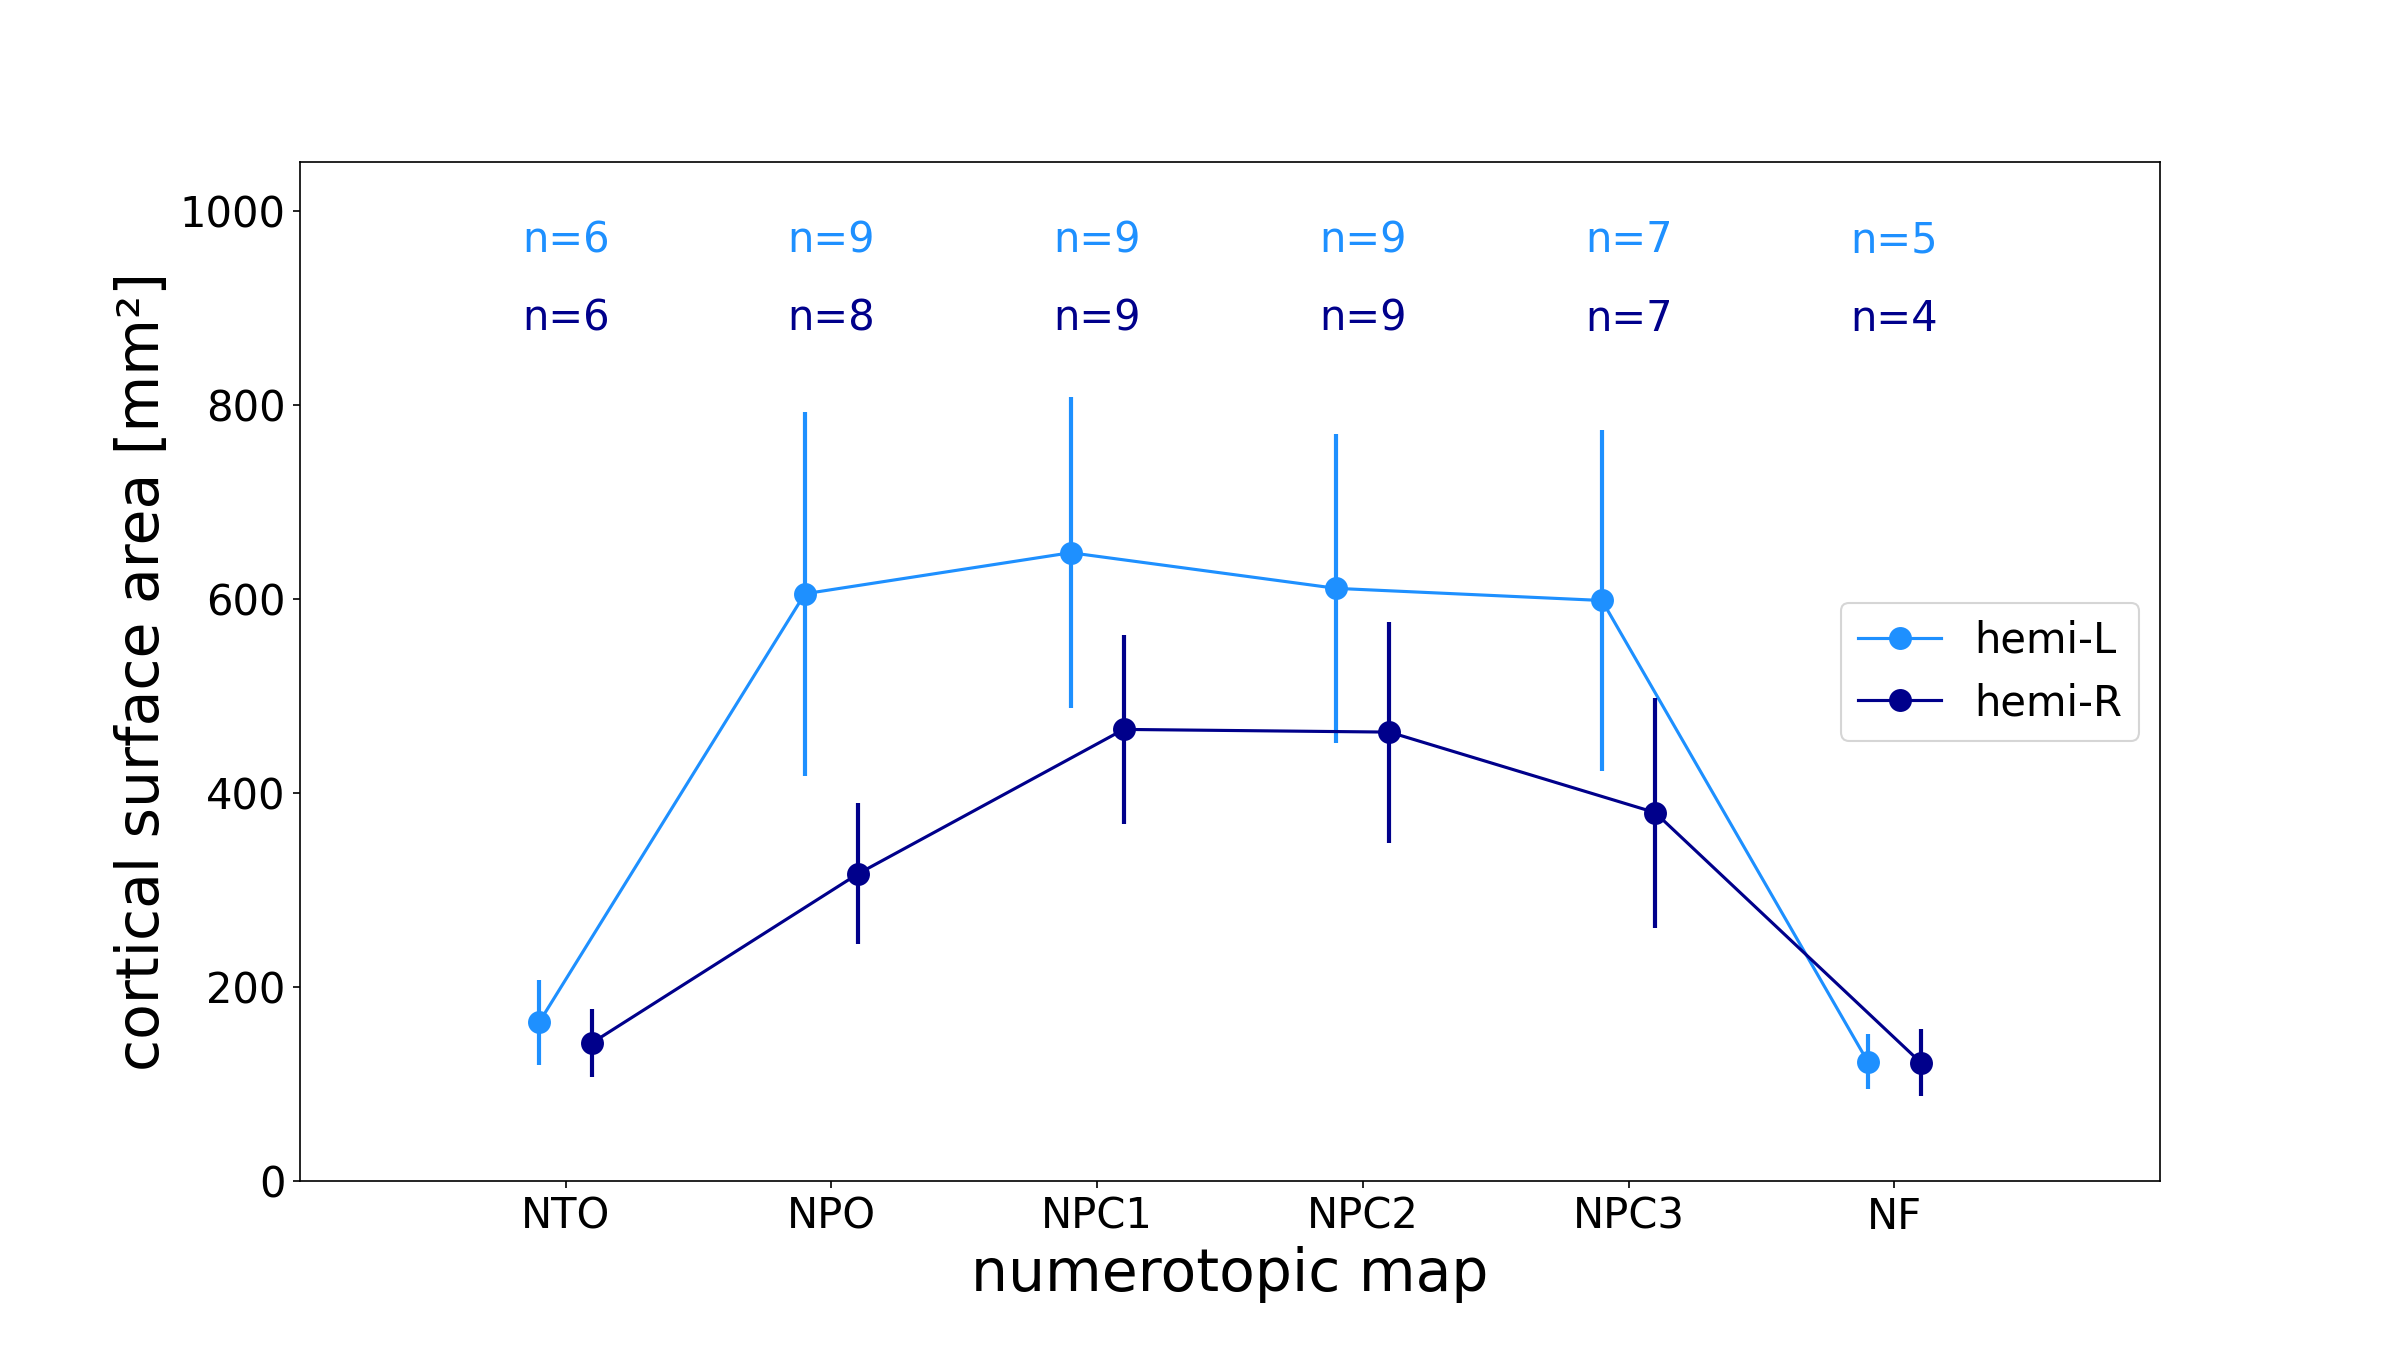 1000
800
600
400
200
0
cortical surface area [mm²]
n=6 n=9 n=9 n=9 n=7 n=5
n=6 n=8 n=9 n=9 n=7 n=4
hemi-L
hemi-R
NTO NPO NPC1 NPC2 NPC3 NF
numerotopic map